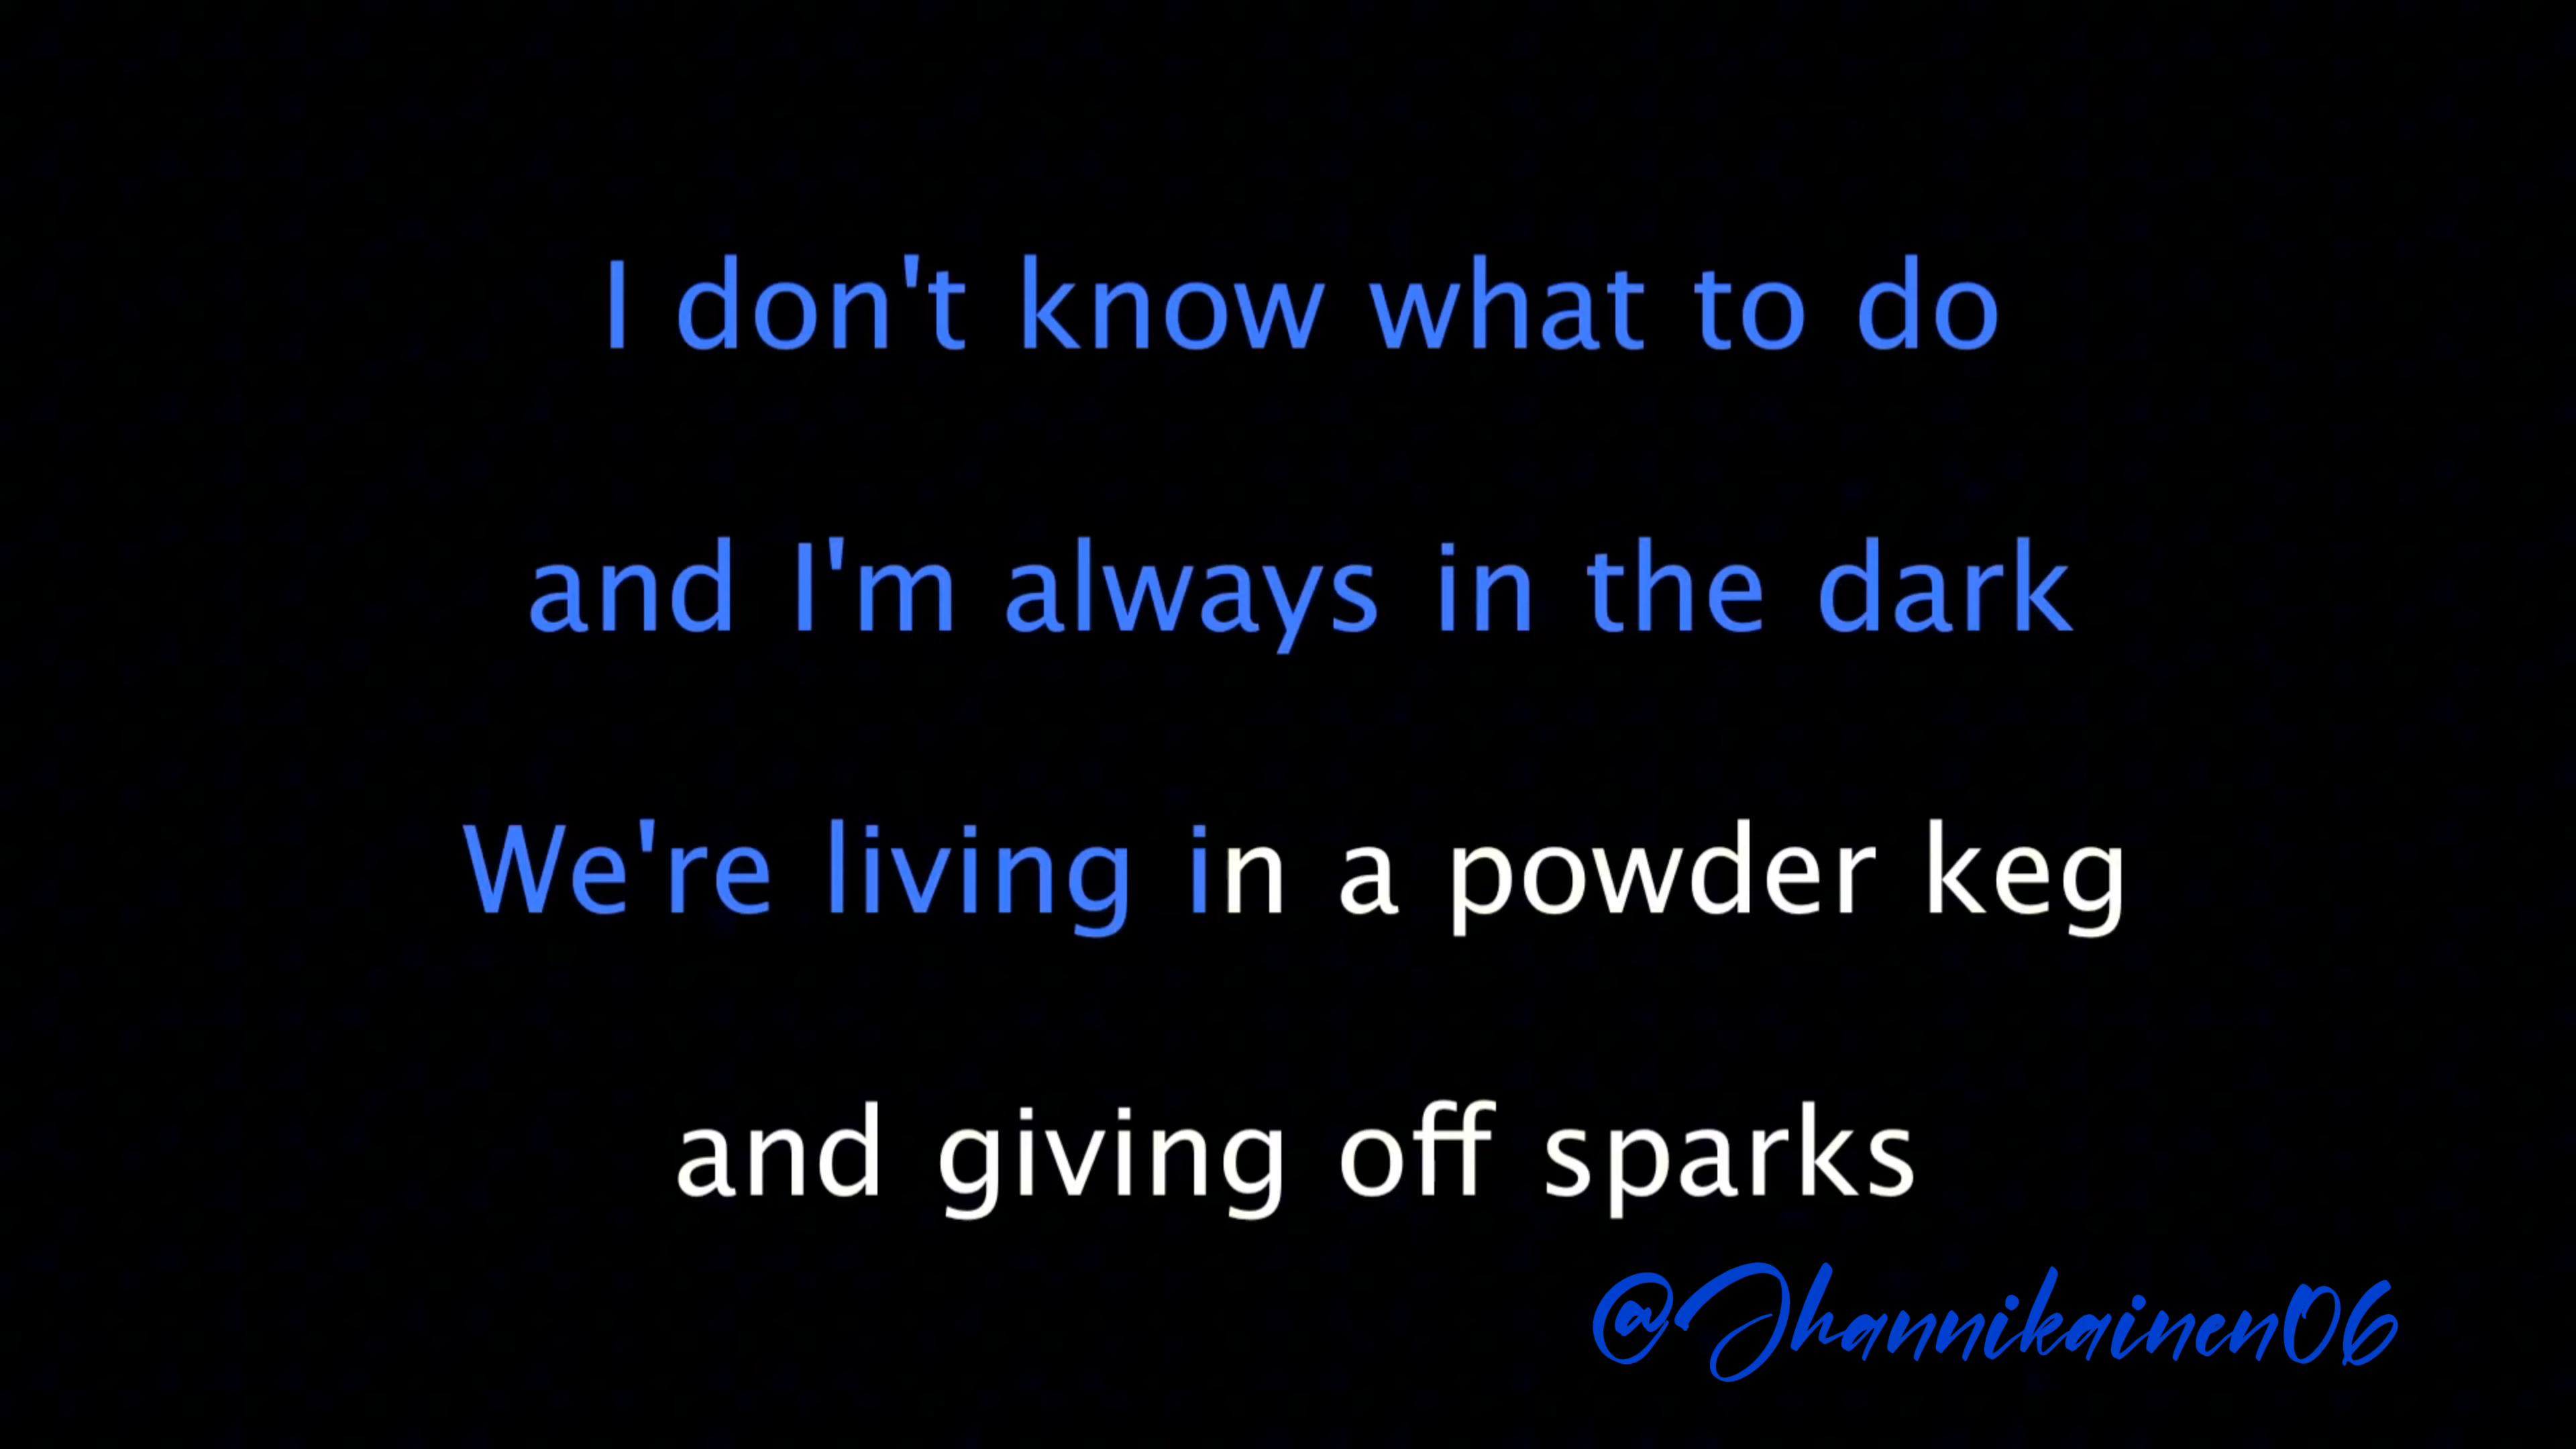 I don't know what to do
and I'm always in the dark
We're living in a powder keg
and giving off sparks
@Jhannikainen06